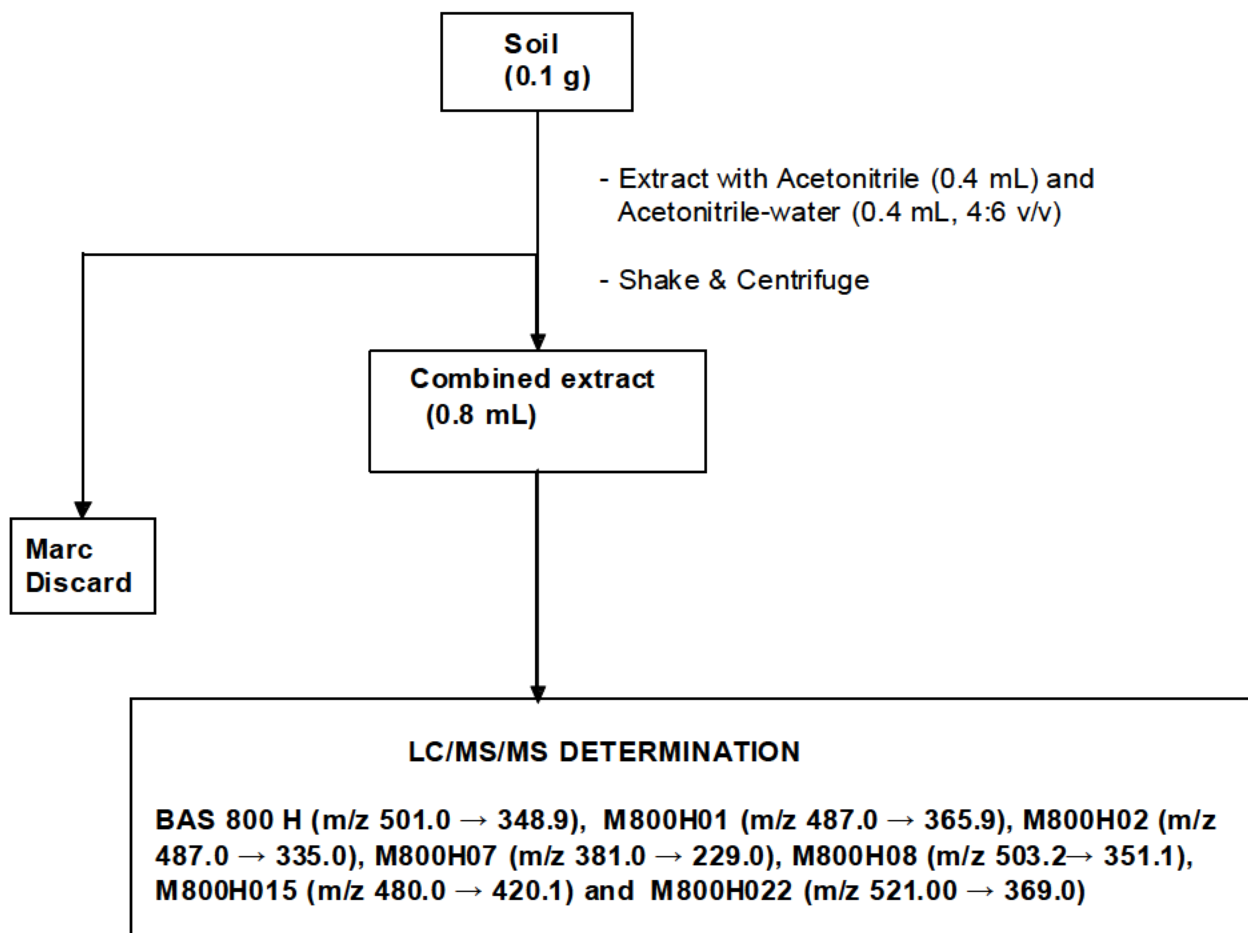 Soil
(0.1 g)
- Extract with Acetonitrile (0.4 mL) and
Acetonitrile-water (0.4 mL, 4:6 v/v)
- Shake & Centrifuge
Combined extract
(0.8 mL)
Marc
Discard
LC/MS/MS DETERMINATION
BAS 800 H (m/z 501.0 → 348.9), M800H01 (m/z 487.0 → 365.9), M800H02 (m/z
487.0 → 335.0), M800H07 (m/z 381.0 → 229.0), M800H08 (m/z 503.2→ 351.1),
M800H015 (m/z 480.0 → 420.1) and M800H022 (m/z 521.00 → 369.0)